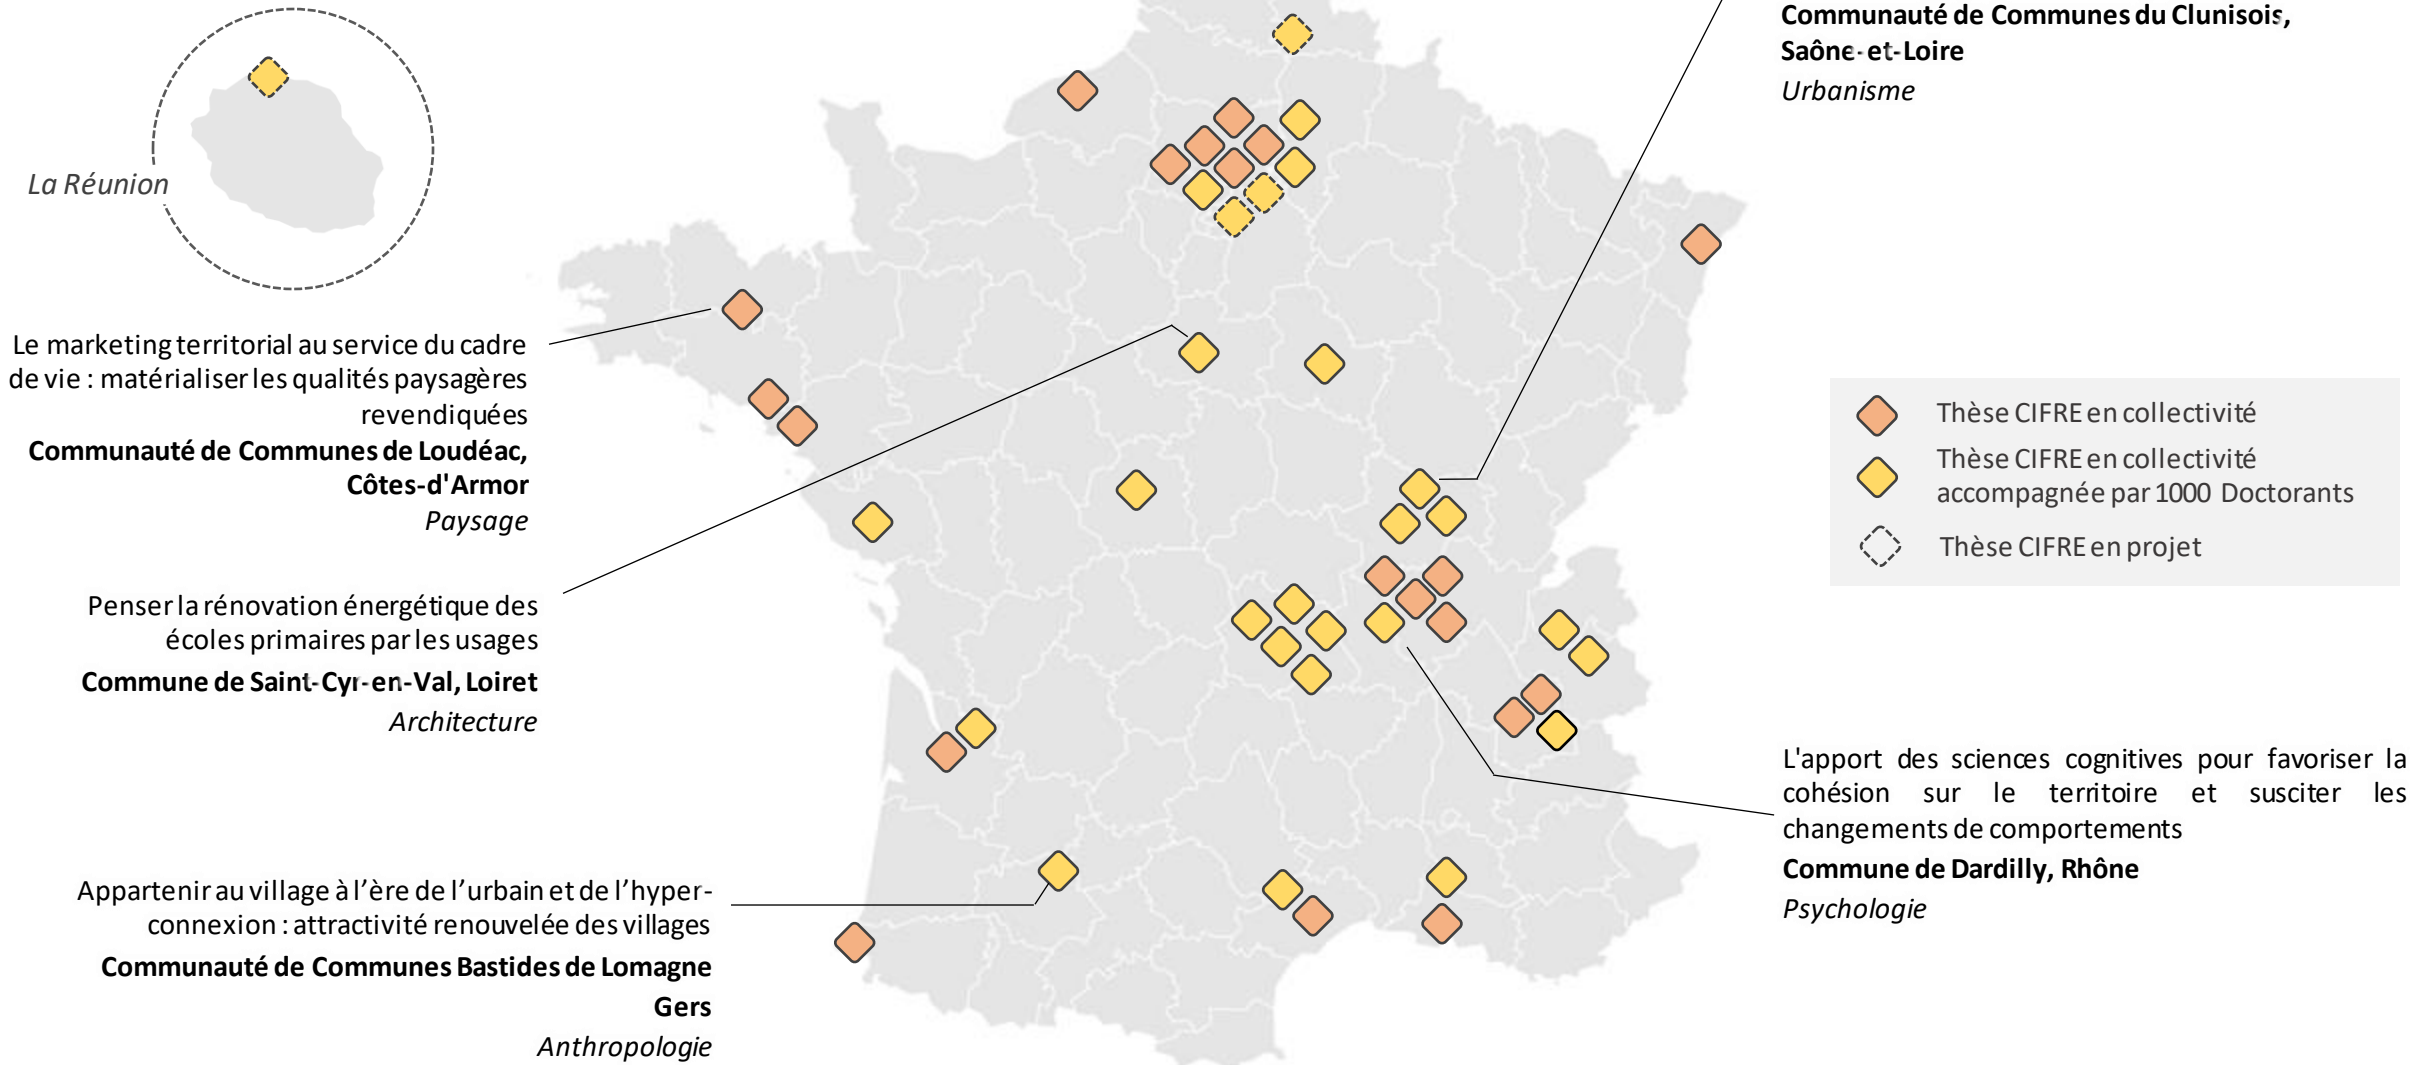 La Réunion
Le marketing territorial au service du cadre
de vie : matérialiser les qualités paysagères
revendiquées
Communauté de Communes de Loudéac,
Côtes-d'Armor
Paysage
Penser la rénovation énergétique des
écoles primaires par les usages
Commune de Saint-Cyr-en-Val, Loiret
Architecture
Appartenir au village à l’ère de l’urbain et de l’hyper-
connexion : attractivité renouvelée des villages
Communauté de Communes Bastides de Lomagne
Gers
Anthropologie
Communauté de Communes du Clunisois,
Saône-et-Loire
Urbanisme
Thèse CIFRE en collectivité
Thèse CIFRE en collectivité
accompagnée par 1000 Doctorants
Thèse CIFRE en projet
L'apport des sciences cognitives pour favoriser la
cohésion sur le territoire et susciter les
changements de comportements
Commune de Dardilly, Rhône
Psychologie